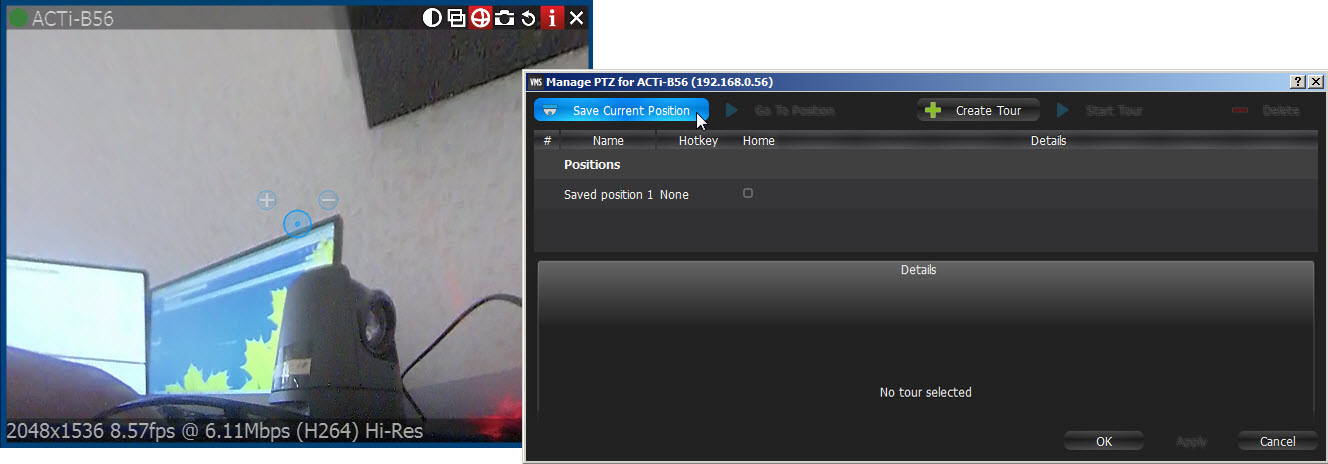 ACTi-B56
2048x1536 8.57fps @ 6.11Mbps (H264) Hi-Res
VMS Manage PTZ for ACTi-B56 (192.168.0.56)
Save Current Position Go To Position Create Tour Start Tour Delete
# Name Hotkey Home Details
Positions
Saved position 1 None
Details
No tour selected
OK Apply Cancel